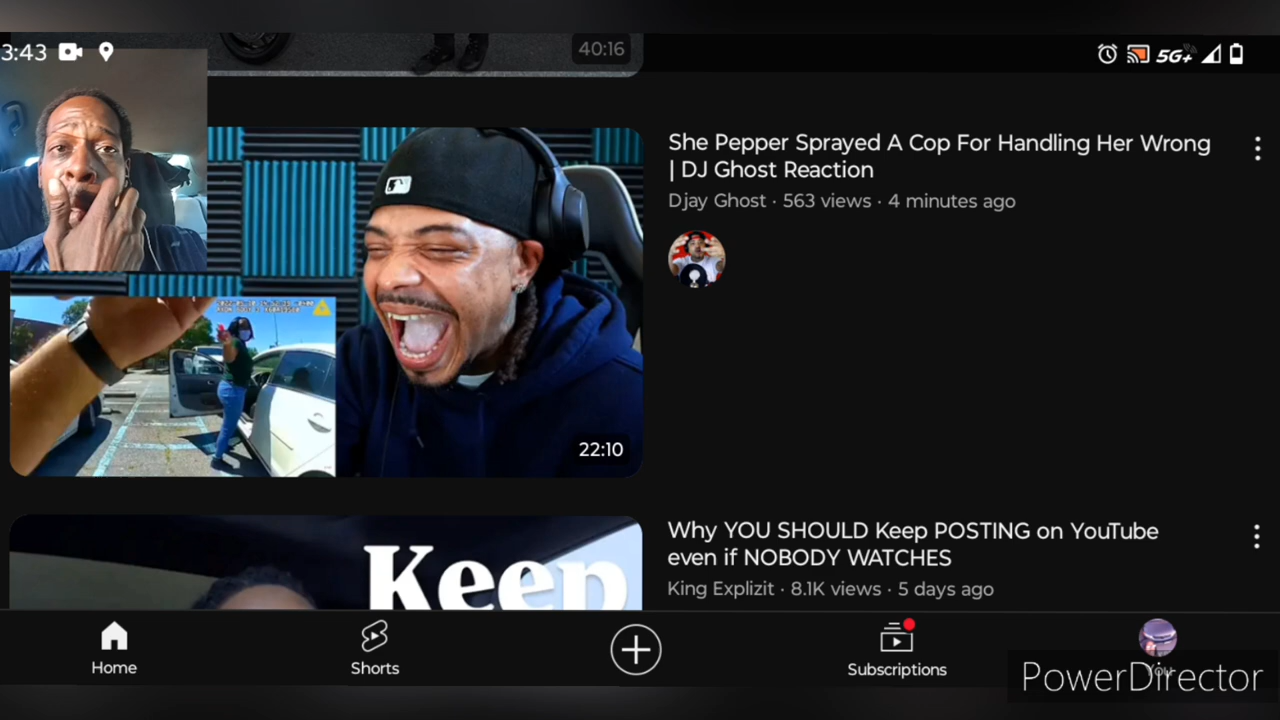 3:43
5G+
40:16
She Pepper Sprayed A Cop For Handling Her Wrong
| DJ Ghost Reaction
Djay Ghost · 563 views · 4 minutes ago
22:10
Keep
Why YOU SHOULD Keep POSTING on YouTube
even if NOBODY WATCHES
King Explizit · 8.1K views · 5 days ago
Home
Shorts
Subscriptions
You
PowerDirector